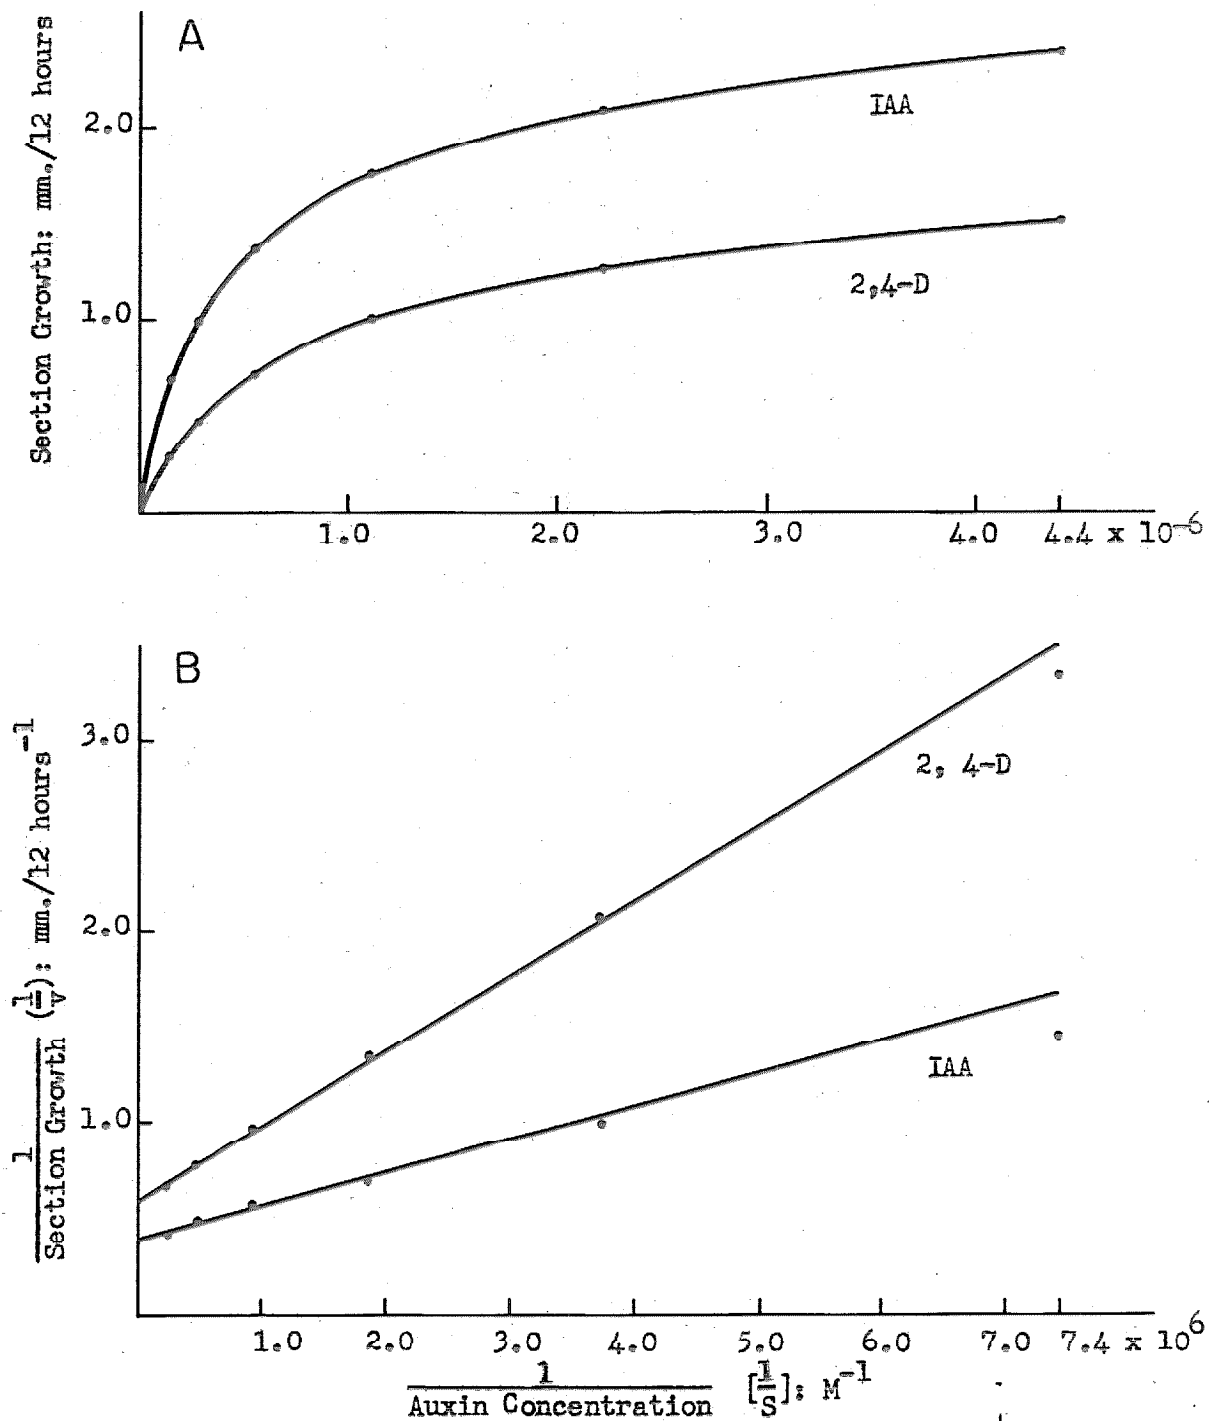 A
Section Growth: mm./12 hours
2.0
1.0
IAA
2,4-D
1.0 2.0 3.0 4.0 4.4 x 10-6
B
1
Section Growth (1/v): mm./12 hours-1
3.0
2.0
1.0
2, 4-D
IAA
1.0 2.0 3.0 4.0 5.0 6.0 7.0 7.4 x 106
1
Auxin Concentration [1/S]: M-1